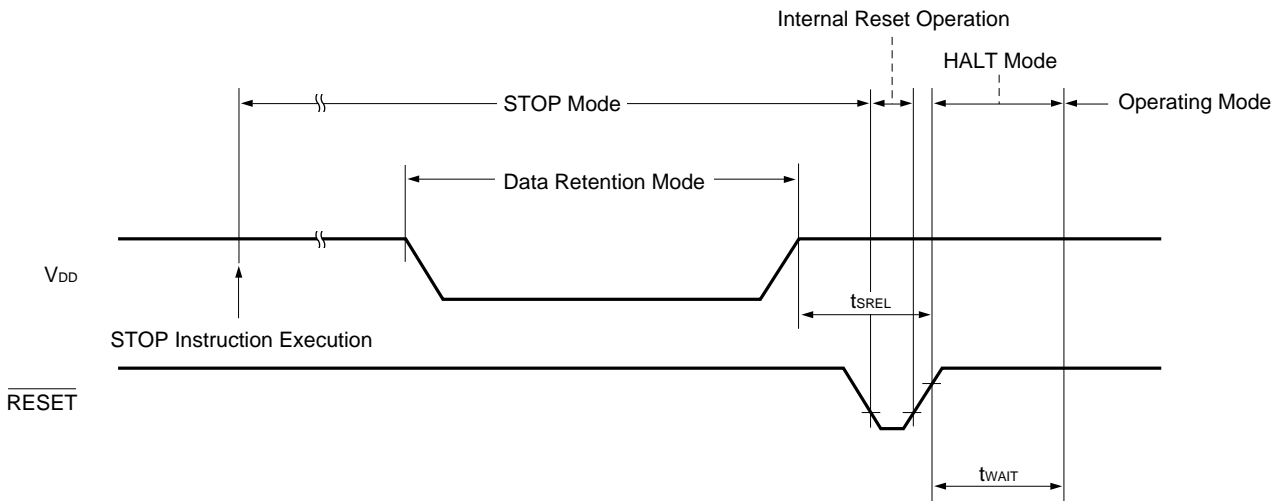 Internal Reset Operation
HALT Mode
STOP Mode
Operating Mode
Data Retention Mode
VDD
tSREL
STOP Instruction Execution
RESET
tWAIT